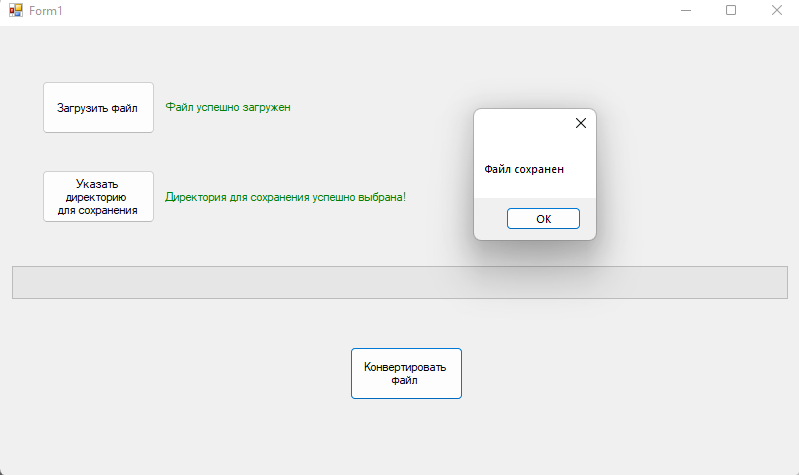 Form1
Загрузить файл
Файл успешно загружен
Файл сохранен
Указать
директорию
для сохранения
Директория для сохранения успешно выбрана!
OK
Конвертировать
файл